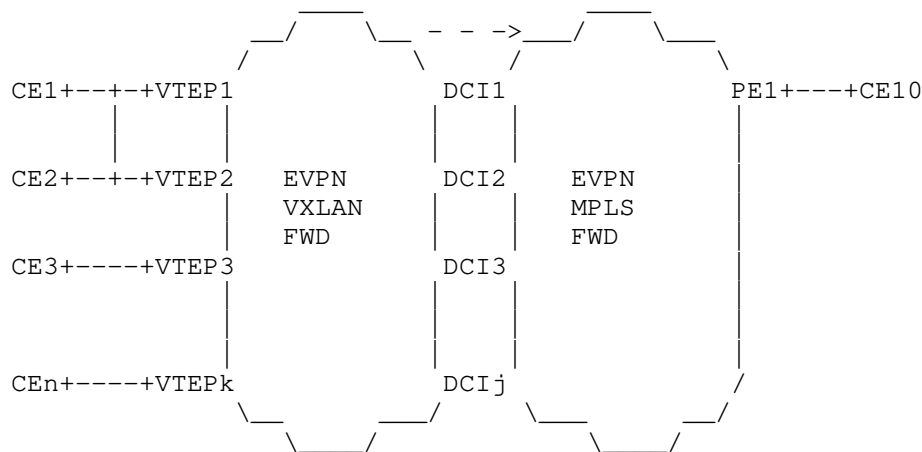 CE1+--+-+VTEP1 DCI1 PE1+---+CE10
CE2+--+-+VTEP2 EVPN DCI2 EVPN
VXLAN MPLS
FWD FWD
CE3+----+VTEP3 DCI3
CEn+----+VTEPk DCIj